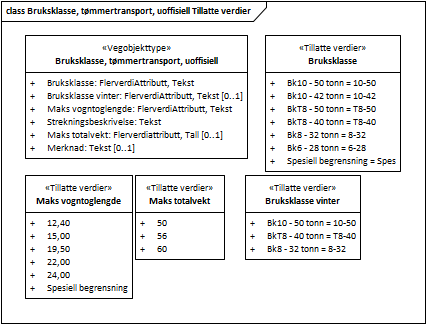 class Bruksklasse, tømmertransport, uoffisiell Tillatte verdier
«Vegobjekttype»
Bruksklasse, tømmertransport, uoffisiell
+ Bruksklasse: FlerverdiAttributt, Tekst
+ Bruksklasse vinter: FlerverdiAttributt, Tekst [0..1]
+ Maks vogntoglengde: FlerverdiAttributt, Tekst
+ Strekningsbeskrivelse: Tekst
+ Maks totalvekt: Flerverdiattributt, Tall [0..1]
+ Merknad: Tekst [0..1]
«Tillatte verdier»
Bruksklasse
+ Bk10 - 50 tonn = 10-50
+ Bk10 - 42 tonn = 10-42
+ BkT8 - 50 tonn = T8-50
+ BkT8 - 40 tonn = T8-40
+ Bk8 - 32 tonn = 8-32
+ Bk6 - 28 tonn = 6-28
+ Spesiell begrensning = Spes
«Tillatte verdier»
Maks vogntoglengde
+ 12,40
+ 15,00
+ 19,50
+ 22,00
+ 24,00
+ Spesiell begrensning
«Tillatte verdier»
Maks totalvekt
+ 50
+ 56
+ 60
«Tillatte verdier»
Bruksklasse vinter
+ Bk10 - 50 tonn = 10-50
+ BkT8 - 40 tonn = T8-40
+ Bk8 - 32 tonn = 8-32